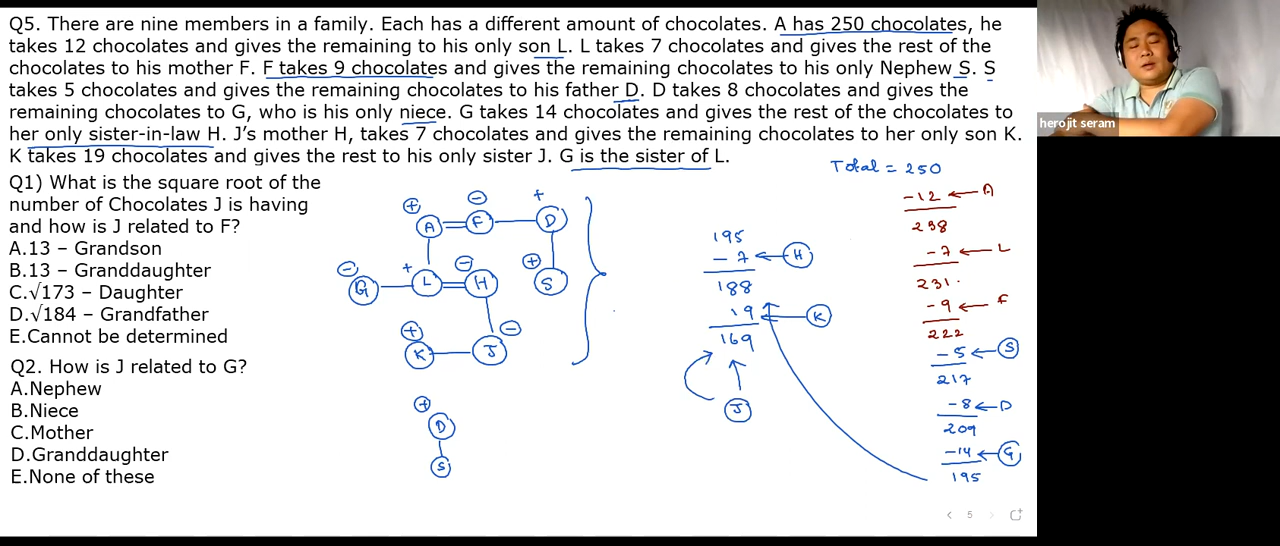 Q5. There are nine members in a family. Each has a different amount of chocolates. A has 250 chocolates, he
takes 12 chocolates and gives the remaining to his only son L. L takes 7 chocolates and gives the rest of the
chocolates to his mother F. F takes 9 chocolates and gives the remaining chocolates to his only Nephew S. S
takes 5 chocolates and gives the remaining chocolates to his father D. D takes 8 chocolates and gives the
remaining chocolates to G, who is his only niece. G takes 14 chocolates and gives the rest of the chocolates to
her only sister-in-law H. J's mother H, takes 7 chocolates and gives the remaining chocolates to her only son K.
K takes 19 chocolates and gives the rest to his only sister J. G is the sister of L.
Q1) What is the square root of the
number of Chocolates J is having
and how is J related to F?
A.13 – Grandson
B.13 – Granddaughter
C.√173 – Daughter
D.√184 – Grandfather
E.Cannot be determined
Q2. How is J related to G?
A.Nephew
B.Niece
C.Mother
D.Granddaughter
E.None of these
+ - +
A = F — D
- + - +
G — L = H S
+ -
K — J
+
D
S
195
- 7 ← H
188
19 ← K
169
J
Total = 250
-12 ← A
238
-7 ← L
231
-9 ← F
222
-5 ← S
217
-8 ← D
209
-14 ← G
195
herojit seram
5